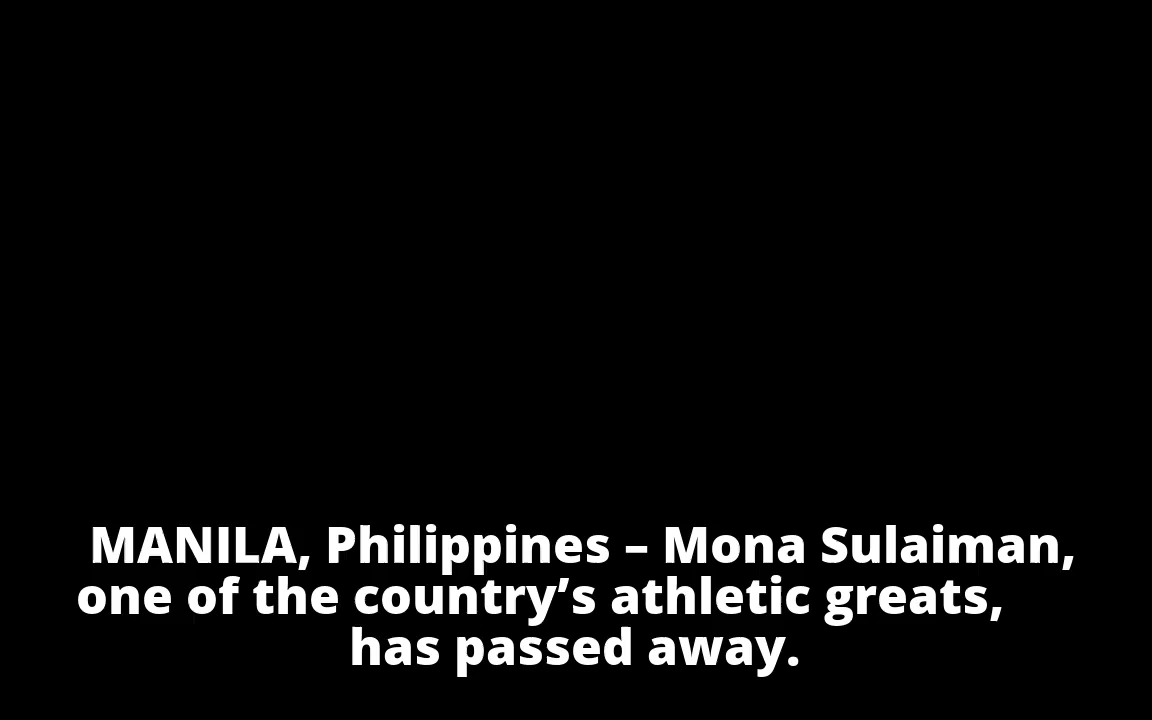 MANILA, Philippines – Mona Sulaiman,
one of the country’s athletic greats,
has passed away.